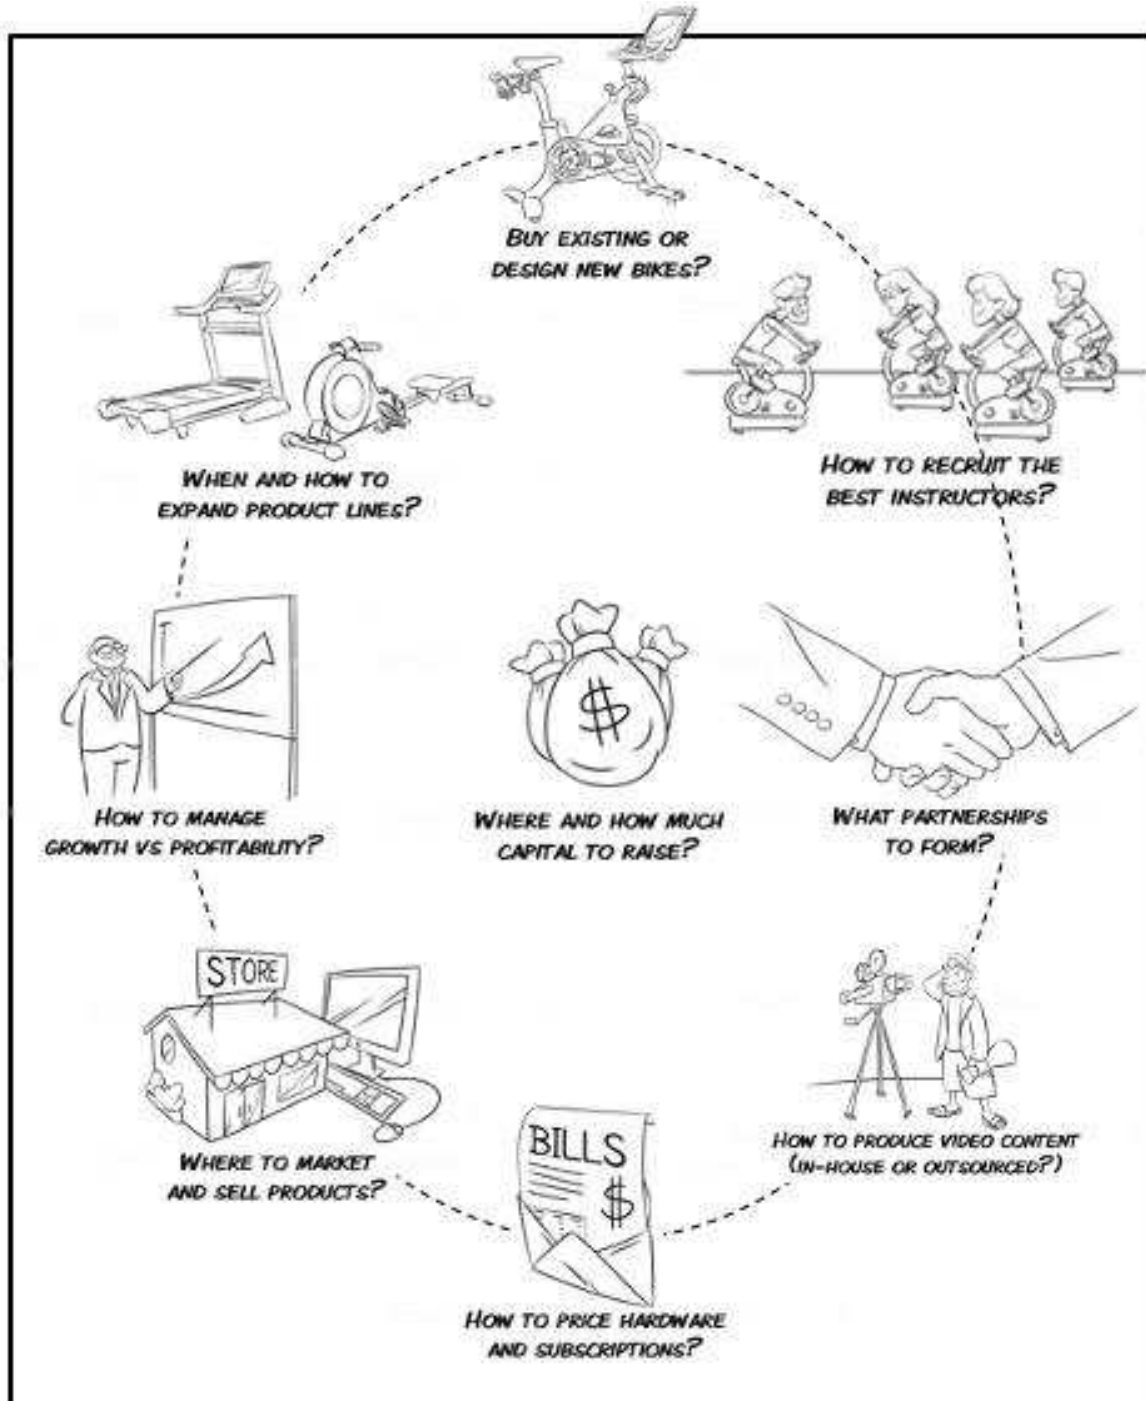 BUY EXISTING OR
DESIGN NEW BIKES?
HOW TO RECRUIT THE
BEST INSTRUCTORS?
WHEN AND HOW TO
EXPAND PRODUCT LINES?
HOW TO MANAGE
GROWTH VS PROFITABILITY?
$
WHERE AND HOW MUCH
CAPITAL TO RAISE?
WHAT PARTNERSHIPS
TO FORM?
STORE
WHERE TO MARKET
AND SELL PRODUCTS?
HOW TO PRODUCE VIDEO CONTENT
(IN-HOUSE OR OUTSOURCED?)
BILLS
$
HOW TO PRICE HARDWARE
AND SUBSCRIPTIONS?